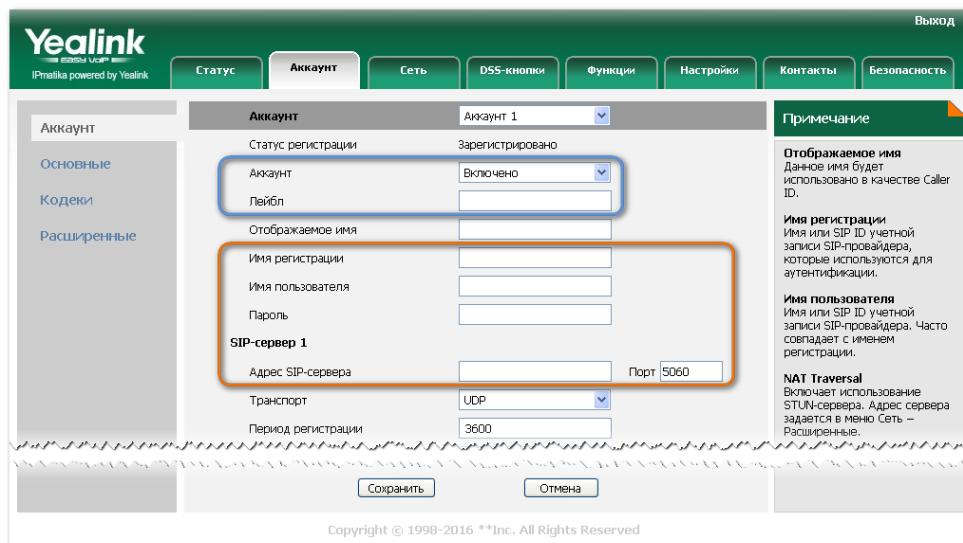 Выход
Yealink
EASY VoIP
IPmatika powered by Yealink
Статус
Аккаунт
Сеть
DSS-кнопки
Функции
Настройки
Контакты
Безопасность
Аккаунт
Основные
Кодеки
Расширенные
Аккаунт Аккаунт 1
Статус регистрации Зарегистрировано
Аккаунт Включено
Лейбл
Отображаемое имя
Имя регистрации
Имя пользователя
Пароль
SIP-сервер 1
Адрес SIP-сервера Порт 5060
Транспорт UDP
Период регистрации 3600
Сохранить Отмена
Примечание
Отображаемое имя
Данное имя будет
использовано в качестве Caller
ID.
Имя регистрации
Имя или SIP ID учетной
записи SIP-провайдера,
которые используются для
аутентификации.
Имя пользователя
Имя или SIP ID учетной
записи SIP-провайдера. Часто
совпадает с именем
регистрации.
NAT Traversal
Включает использование
STUN-сервера. Адрес сервера
задается в меню Сеть –
Расширенные.
Copyright © 1998-2016 **Inc. All Rights Reserved